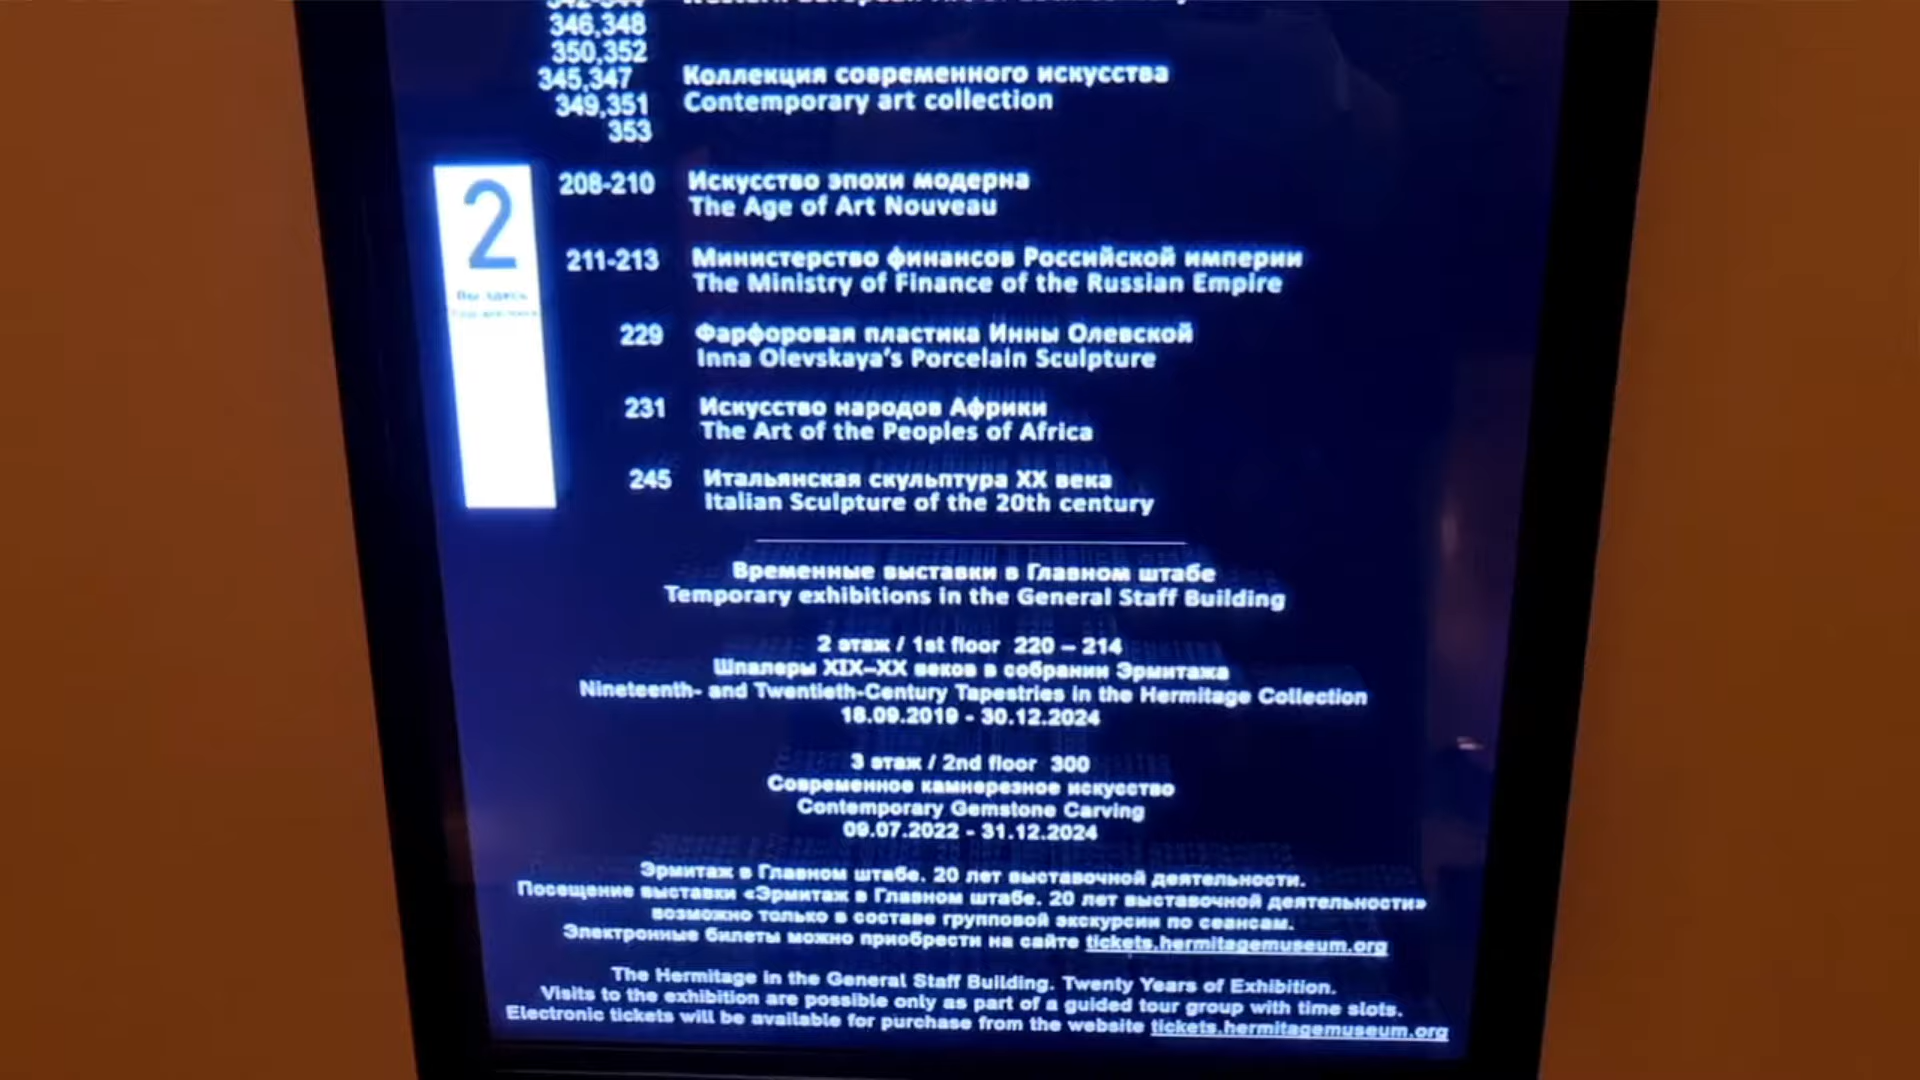 346,348
350,352
345,347 Коллекция современного искусства
349,351 Contemporary art collection
353
2
Вы здесь
208-210 Искусство эпохи модерна
The Age of Art Nouveau
211-213 Министерство финансов Российской империи
The Ministry of Finance of the Russian Empire
229 Фарфоровая пластика Инны Олевской
Inna Olevskaya's Porcelain Sculpture
231 Искусство народов Африки
The Art of the Peoples of Africa
245 Итальянская скульптура XX века
Italian Sculpture of the 20th century
Временные выставки в Главном штабе
Temporary exhibitions in the General Staff Building
2 этаж / 1st floor 220 – 214
Шпалеры XIX–XX веков в собрании Эрмитажа
Nineteenth- and Twentieth-Century Tapestries in the Hermitage Collection
18.09.2019 - 30.12.2024
3 этаж / 2nd floor 300
Современное камнерезное искусство
Contemporary Gemstone Carving
09.07.2022 - 31.12.2024
Эрмитаж в Главном штабе. 20 лет выставочной деятельности.
Посещение выставки «Эрмитаж в Главном штабе. 20 лет выставочной деятельности»
возможно только в составе групповой экскурсии по сеансам.
Электронные билеты можно приобрести на сайте tickets.hermitagemuseum.org
The Hermitage in the General Staff Building. Twenty Years of Exhibition.
Visits to the exhibition are possible only as part of a guided tour group with time slots.
Electronic tickets will be available for purchase from the website tickets.hermitagemuseum.org